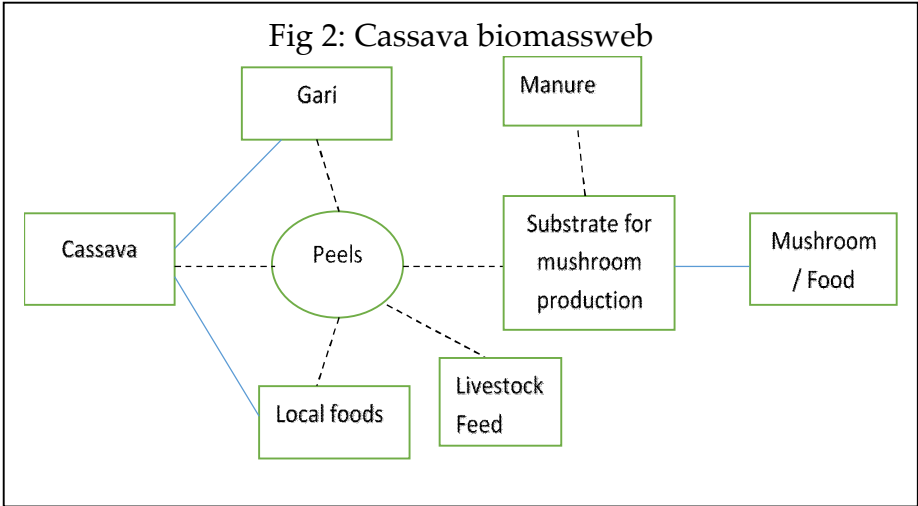 Fig 2: Cassava biomassweb
Gari
Manure
Cassava
Peels
Substrate for
mushroom
production
Mushroom
/ Food
Local foods
Livestock
Feed